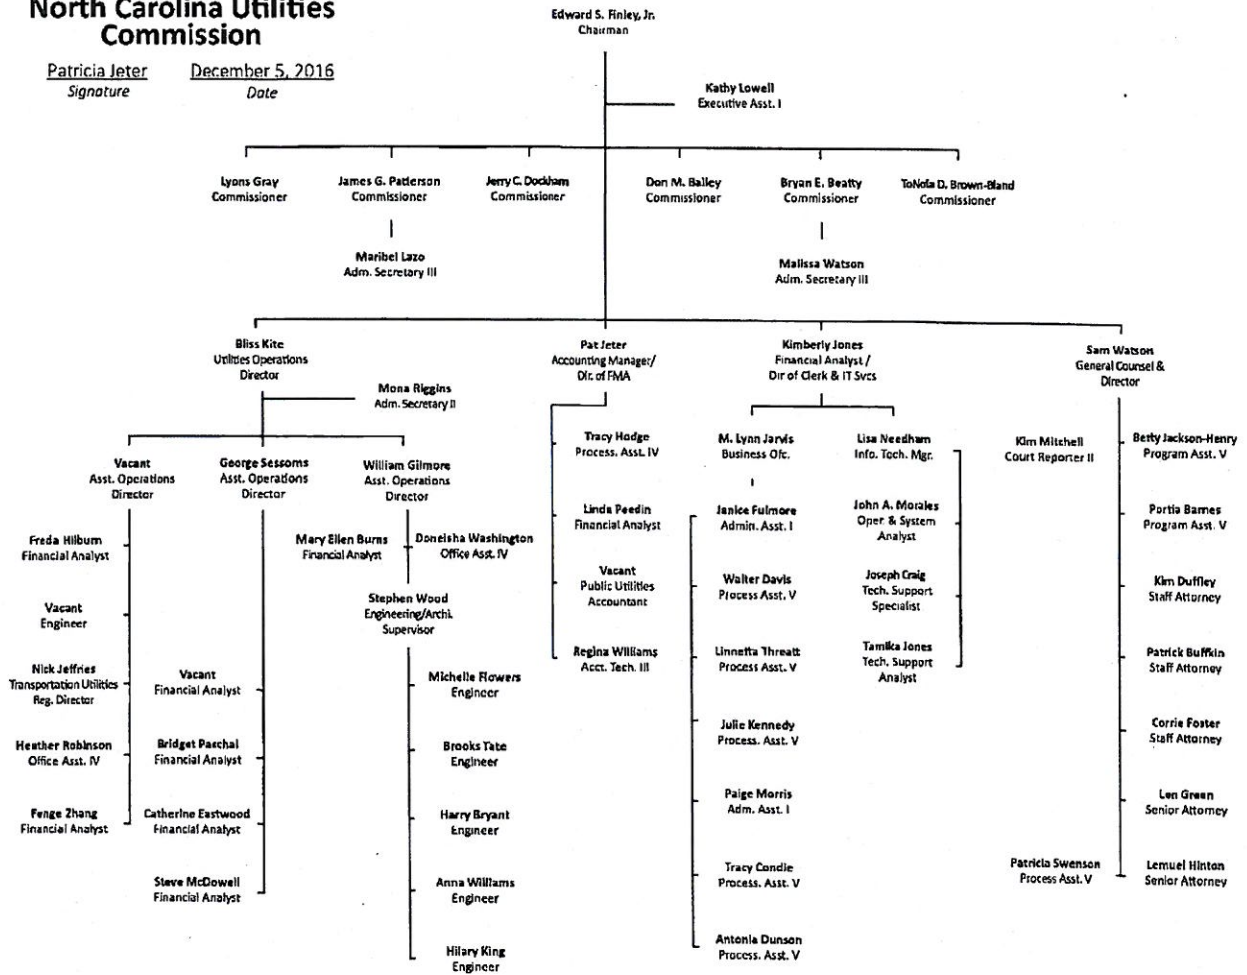 North Carolina Utilities
Commission
Patricia Jeter December 5, 2016
Signature Date
Edward S. Finley, Jr.
Chairman
Kathy Lowell
Executive Asst. I
Lyons Gray
Commissioner
James G. Patterson
Commissioner
Jerry C. Dockham
Commissioner
Don M. Bailey
Commissioner
Bryan E. Beatty
Commissioner
ToNola D. Brown-Bland
Commissioner
Maribel Lazo
Adm. Secretary III
Malissa Watson
Adm. Secretary III
Bliss Kite
Utilities Operations
Director
Pat Jeter
Accounting Manager/
Dir. of FMA
Kimberly Jones
Financial Analyst /
Dir of Clerk & IT Svcs
Sam Watson
General Counsel &
Director
Mona Riggins
Adm. Secretary II
Vacant
Asst. Operations
Director
George Sessoms
Asst. Operations
Director
William Gilmore
Asst. Operations
Director
Freda Hilburn
Financial Analyst
Vacant
Engineer
Nick Jeffries
Transportation Utilities
Reg. Director
Heather Robinson
Office Asst. IV
Fenge Zhang
Financial Analyst
Vacant
Financial Analyst
Bridget Paschal
Financial Analyst
Catherine Eastwood
Financial Analyst
Steve McDowell
Financial Analyst
Mary Ellen Burns
Financial Analyst
Doneisha Washington
Office Asst. IV
Stephen Wood
Engineering/Archi.
Supervisor
Michelle Flowers
Engineer
Brooks Tate
Engineer
Harry Bryant
Engineer
Anna Williams
Engineer
Hilary King
Engineer
Tracy Hodge
Process. Asst. IV
Linda Peedin
Financial Analyst
Vacant
Public Utilities
Accountant
Regina Williams
Acct. Tech. III
M. Lynn Jarvis
Business Ofc.
Janice Fulmore
Admin. Asst. I
Walter Davis
Process Asst. V
Linnetta Threatt
Process Asst. V
Julie Kennedy
Process. Asst. V
Paige Morris
Adm. Asst. I
Tracy Condie
Process. Asst. V
Antonia Dunson
Process. Asst. V
Lisa Needham
Info. Tech. Mgr.
John A. Morales
Oper. & System
Analyst
Joseph Craig
Tech. Support
Specialist
Tamika Jones
Tech. Support
Analyst
Kim Mitchell
Court Reporter II
Patricia Swenson
Process Asst. V
Betty Jackson-Henry
Program Asst. V
Portia Barnes
Program Asst. V
Kim Duffley
Staff Attorney
Patrick Buffkin
Staff Attorney
Corrie Foster
Staff Attorney
Len Green
Senior Attorney
Lemuel Hinton
Senior Attorney